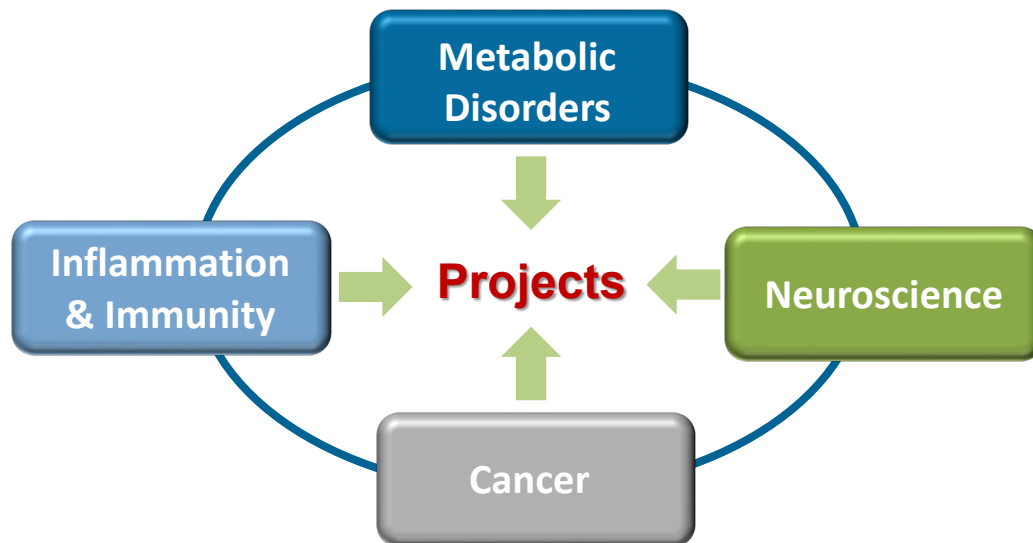 Metabolic
Disorders
Inflammation
& Immunity
Projects
Neuroscience
Cancer